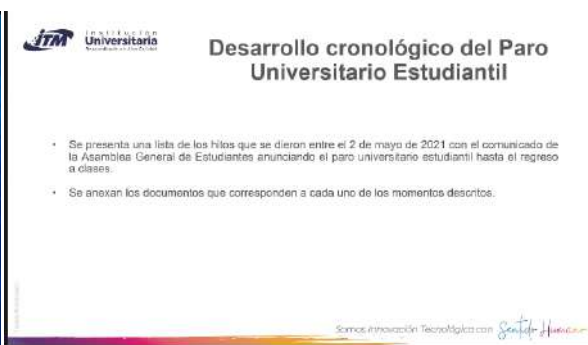 ITM
Institución
Universitaria
Desarrollo cronológico del Paro
Universitario Estudiantil
• Se presenta una lista de los hitos que se dieron entre el 2 de mayo de 2021 con el comunicado de
la Asamblea General de Estudiantes anunciando el paro universitario estudiantil hasta el regreso
a clases.
• Se anexan los documentos que corresponden a cada uno de los momentos descritos.
Somos Innovación Tecnológica con Sentido Humano